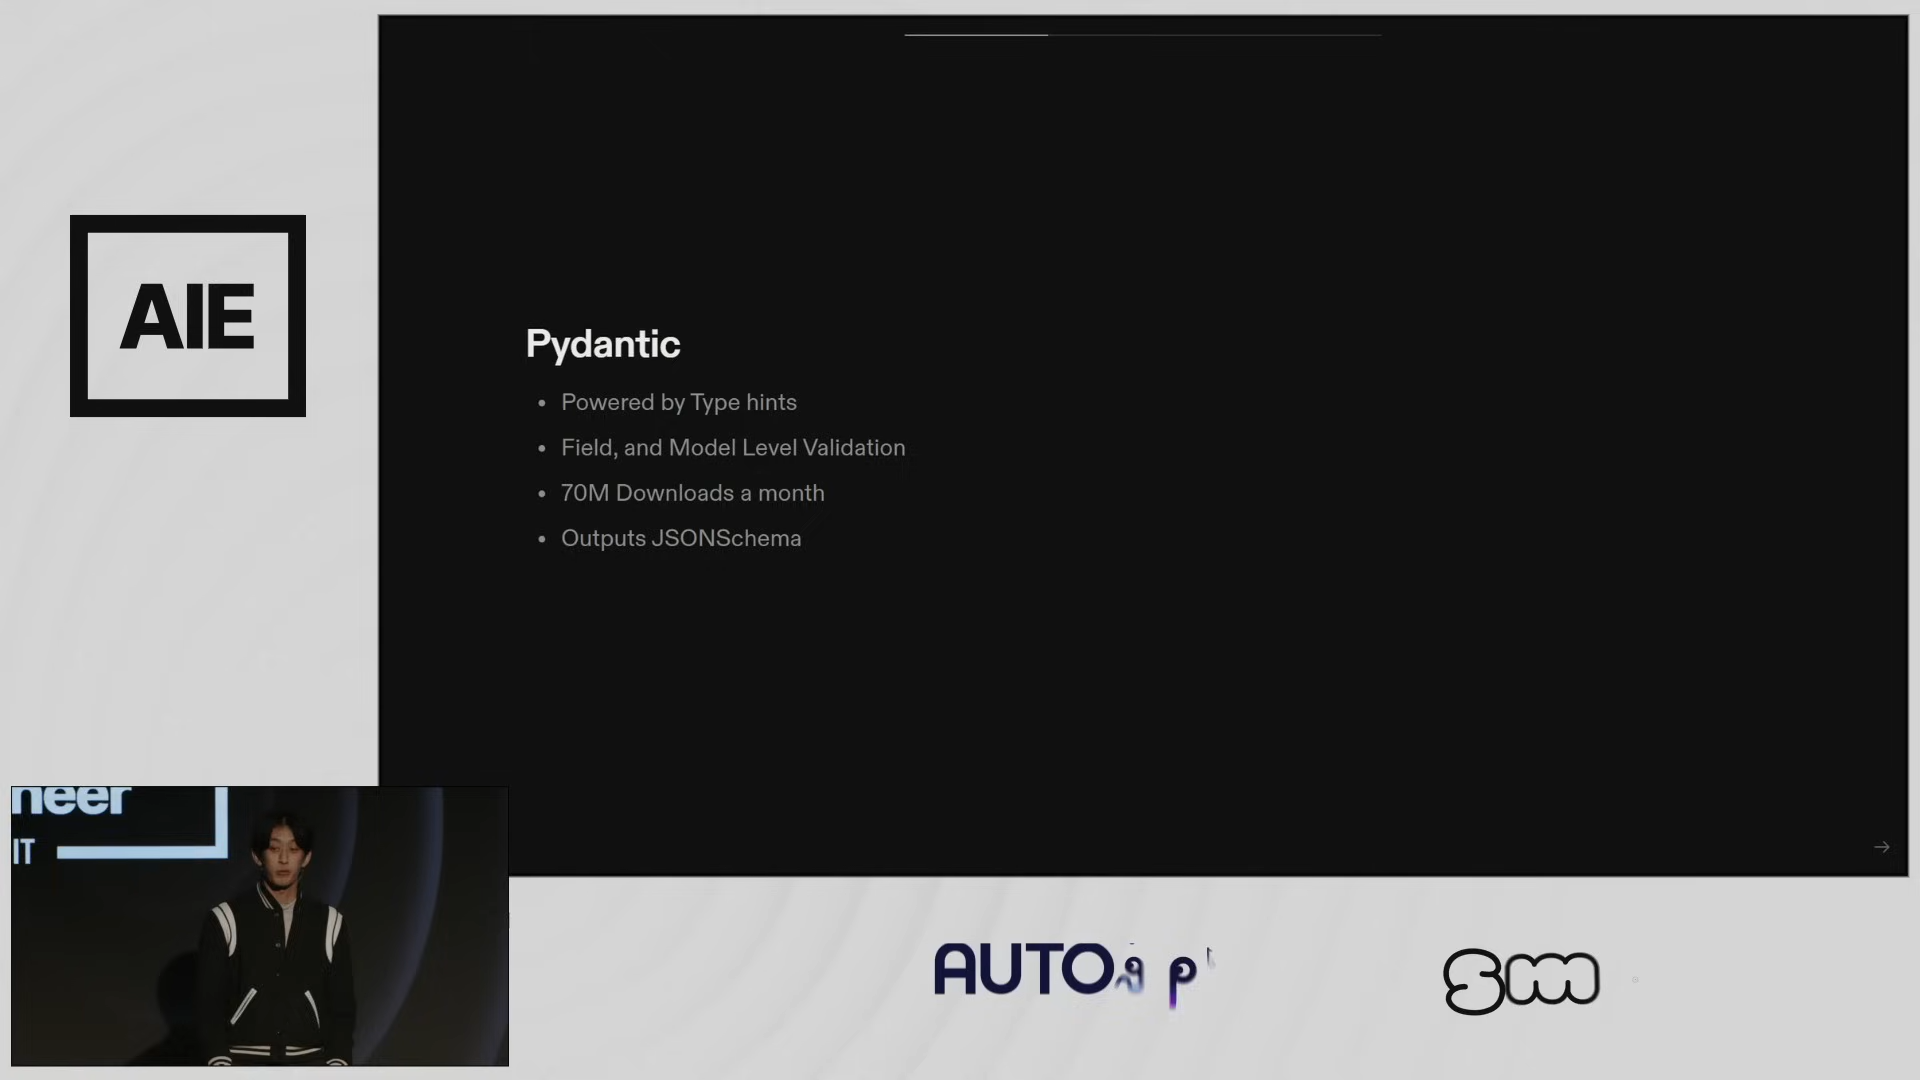 AIE
Pydantic
• Powered by Type hints
• Field, and Model Level Validation
• 70M Downloads a month
• Outputs JSONSchema
neer
IT
AUTO
sm